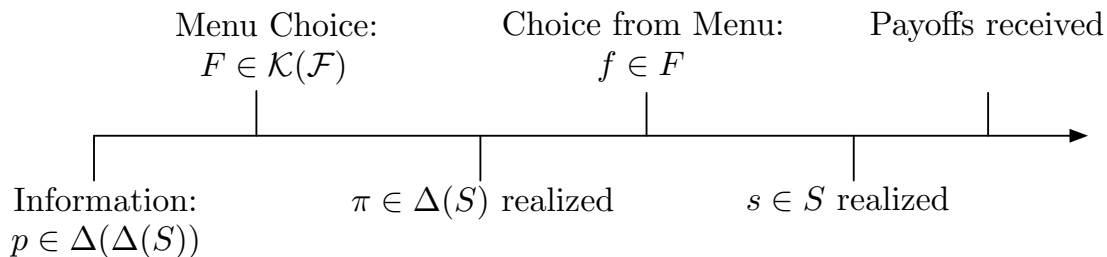 Menu Choice:
F ∈ 𝒦(ℱ)
Choice from Menu:
f ∈ F
Payoffs received
Information:
p ∈ Δ(Δ(S))
π ∈ Δ(S) realized
s ∈ S realized